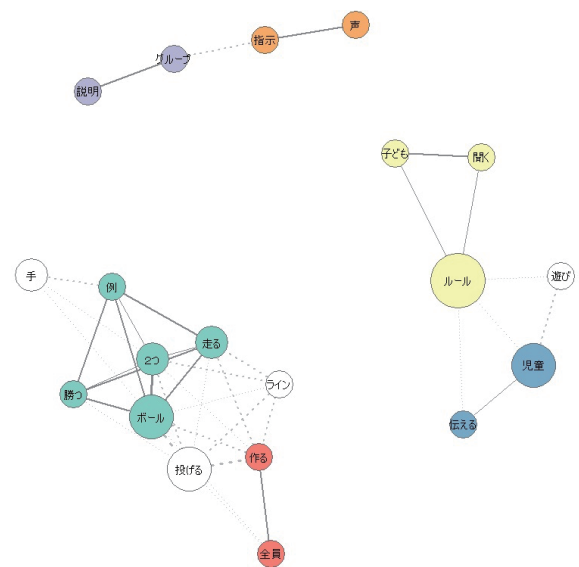 声
指示
グループ
説明
子ども
聞く
手
例
ルール
遊び
走る
2つ
児童
ライン
勝つ
ボール
伝える
作る
投げる
全員